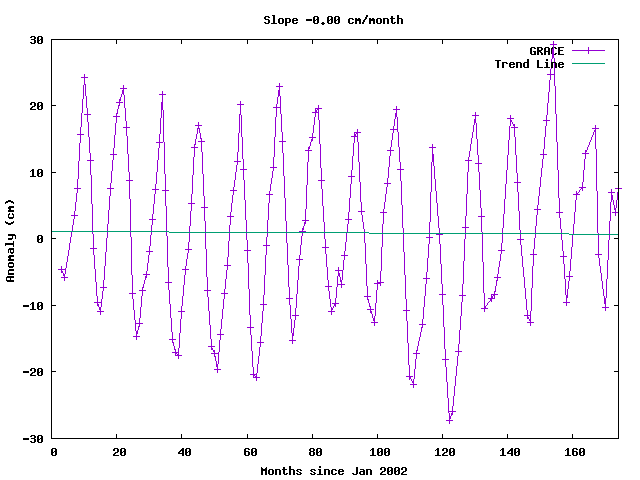 Slope -0.00 cm/month
GRACE
Trend Line
Anomaly (cm)
30
20
10
0
-10
-20
-30
0 20 40 60 80 100 120 140 160
Months since Jan 2002